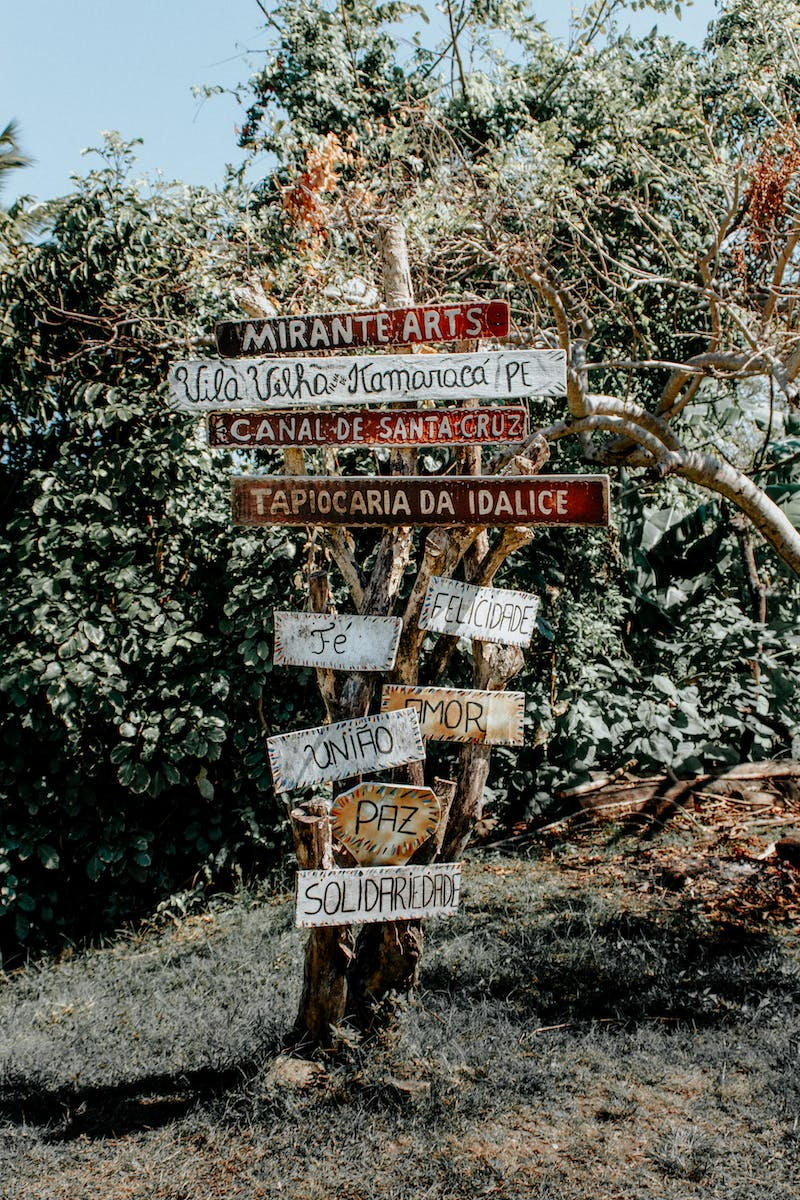 MIRANTE ARTS
Vila Velha Itamaracá / PE
CANAL DE SANTA CRUZ
TAPIOCARIA DA IDALICE
FELICIDADE
Fé
AMOR
UNIÃO
PAZ
SOLIDARIEDADE